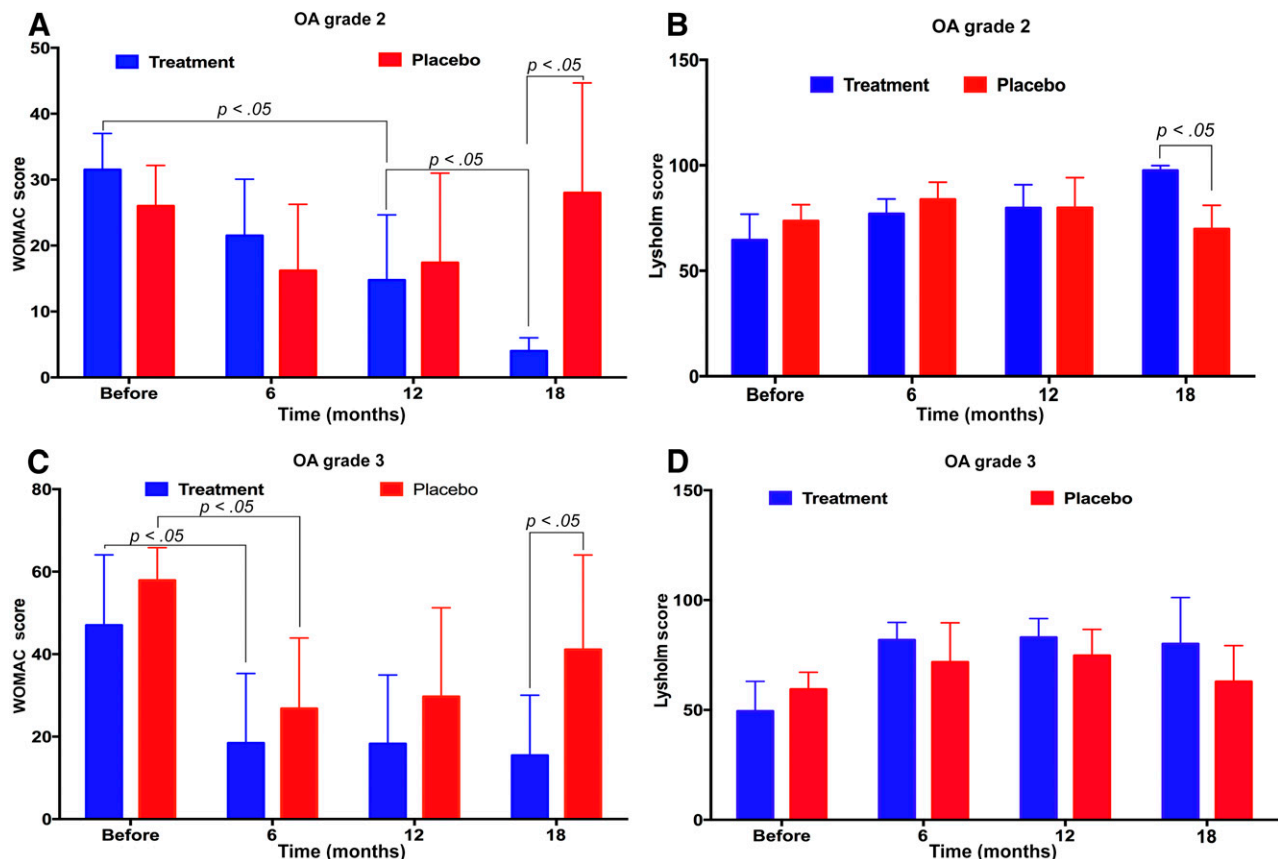 A
OA grade 2
Treatment
Placebo
p < .05
p < .05
p < .05
WOMAC score
50
40
30
20
10
0
Before
6
12
18
Time (months)
B
OA grade 2
Treatment
Placebo
p < .05
Lysholm score
150
100
50
0
Before
6
12
18
Time (months)
C
OA grade 3
Treatment
Placebo
p < .05
p < .05
p < .05
WOMAC score
80
60
40
20
0
Before
6
12
18
Time (months)
D
OA grade 3
Treatment
Placebo
Lysholm score
150
100
50
0
Before
6
12
18
Time (months)